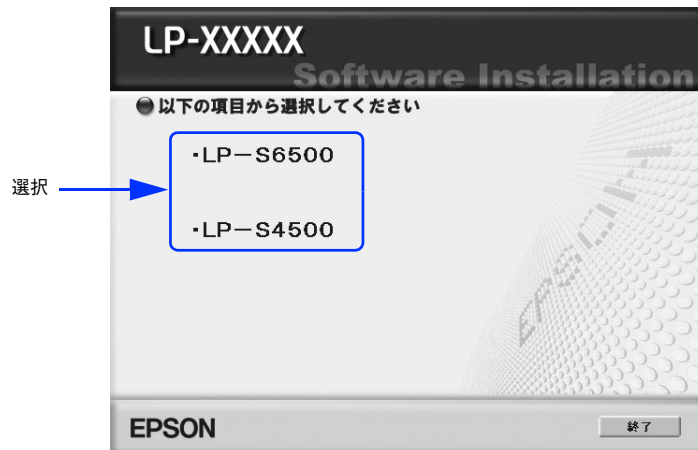 LP-XXXXX
Software Installation
以下の項目から選択してください
・LP－S6500
選択
・LP－S4500
EPSON
EPSON
終了